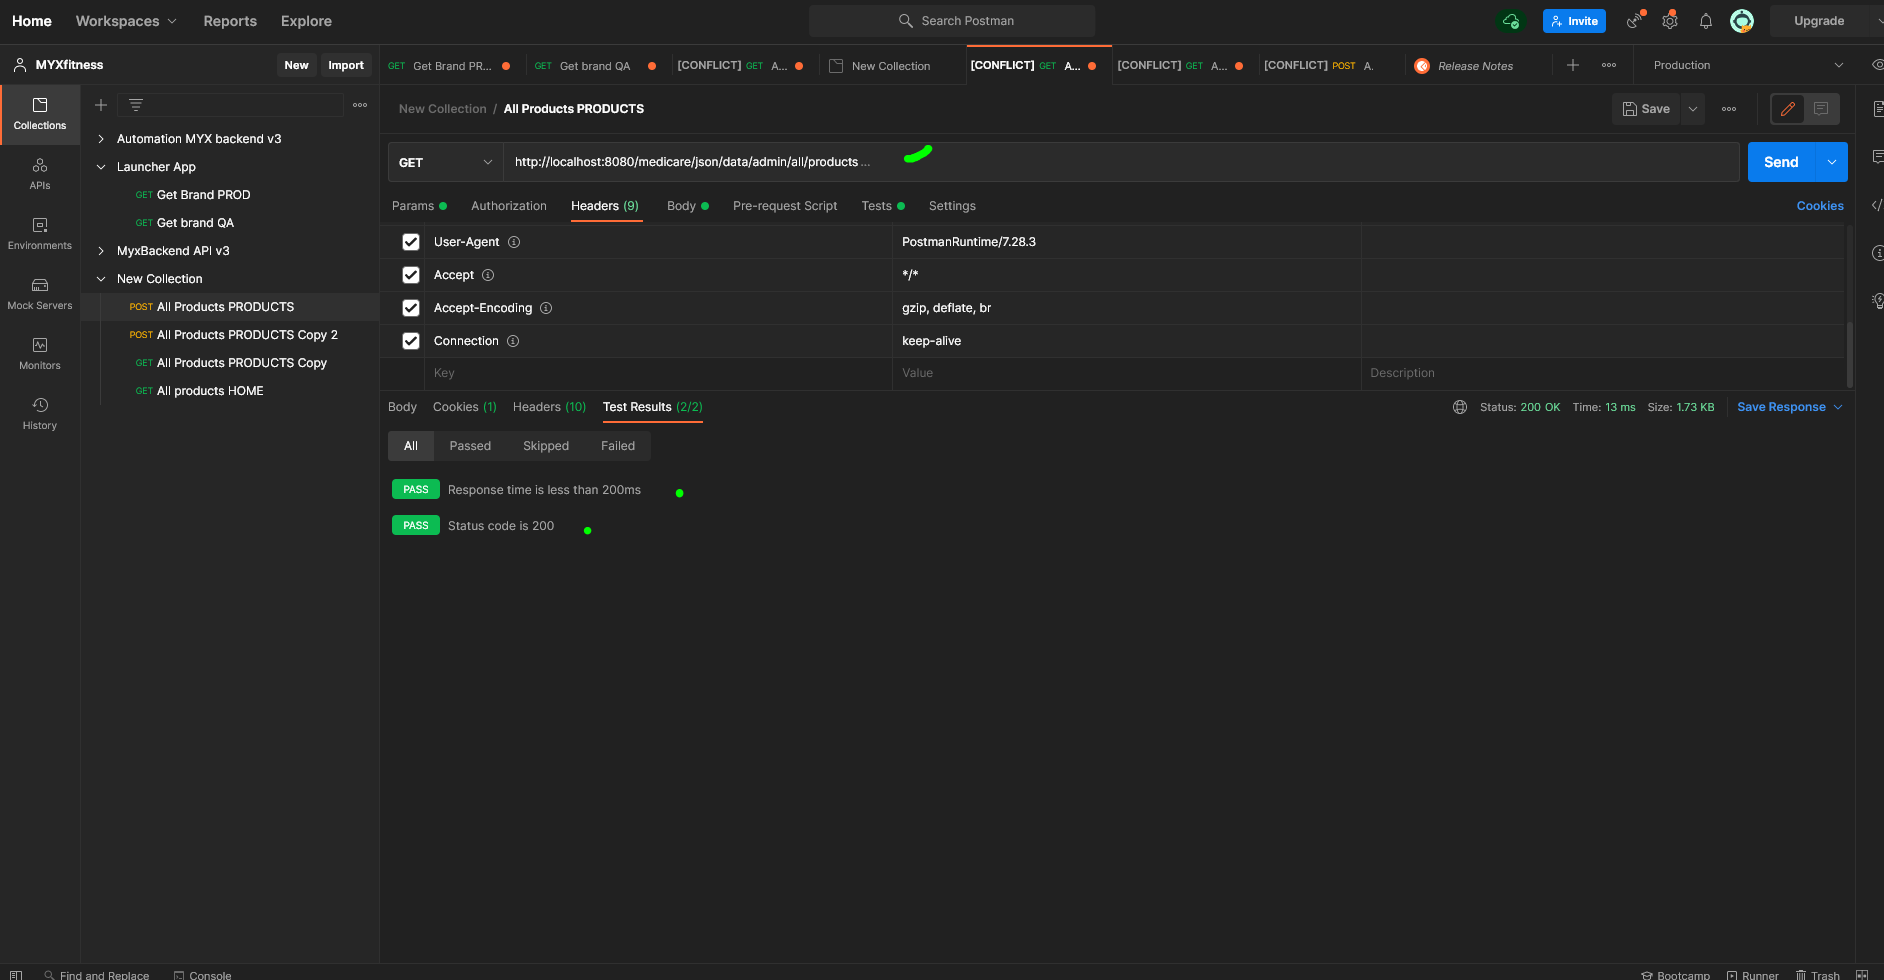 Home Workspaces Reports Explore Search Postman Invite Upgrade
MYXfitness New Import
GET Get Brand PR... GET Get brand QA [CONFLICT] GET A... New Collection [CONFLICT] GET A... [CONFLICT] GET A... [CONFLICT] POST A. Release Notes Production
Collections
APIs
Environments
Mock Servers
Monitors
History
Automation MYX backend v3
Launcher App
GET Get Brand PROD
GET Get brand QA
MyxBackend API v3
New Collection
POST All Products PRODUCTS
POST All Products PRODUCTS Copy 2
GET All Products PRODUCTS Copy
GET All products HOME
New Collection / All Products PRODUCTS Save
GET http://localhost:8080/medicare/json/data/admin/all/products ... Send
Params Authorization Headers (9) Body Pre-request Script Tests Settings Cookies
User-Agent PostmanRuntime/7.28.3
Accept */*
Accept-Encoding gzip, deflate, br
Connection keep-alive
Key Value Description
Body Cookies (1) Headers (10) Test Results (2/2) Status: 200 OK Time: 13 ms Size: 1.73 KB Save Response
All Passed Skipped Failed
PASS Response time is less than 200ms
PASS Status code is 200
Find and Replace Console Bootcamp Runner Trash